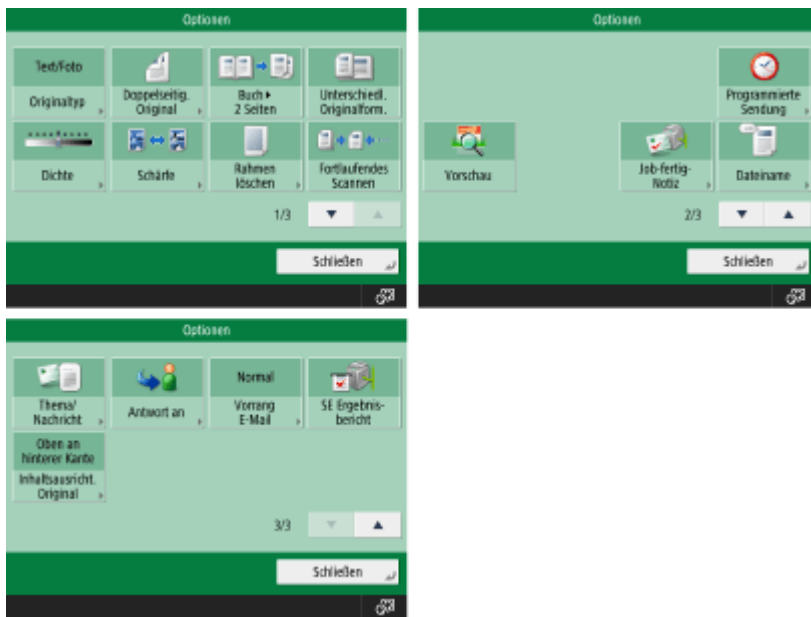 Optionen
Text/Foto
Originaltyp
Doppelseitig.
Original
Buch
2 Seiten
Unterschiedl.
Originalform.
Dichte
Schärfe
Rahmen
löschen
Fortlaufendes
Scannen
1/3
Schließen
Optionen
Programmierte
Sendung
Vorschau
Job-fertig-
Notiz
Dateiname
2/3
Schließen
Optionen
Thema/
Nachricht
Antwort an
Normal
Vorrang
E-Mail
SE Ergebnis-
bericht
Oben an
hinterer Kante
Inhaltsausricht.
Original
3/3
Schließen